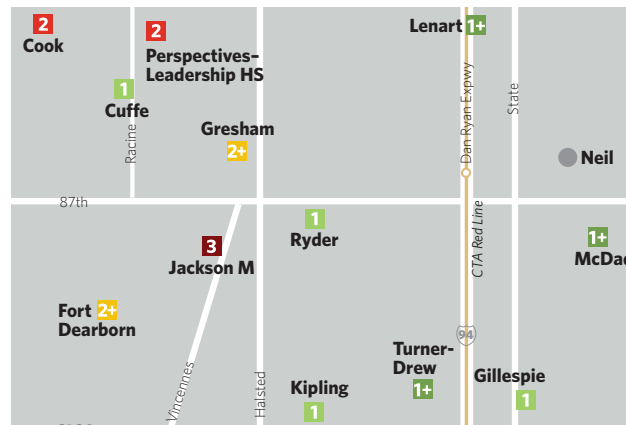 2
Cook
2
Perspectives–
Leadership HS
Lenart 1+
1
Cuffe
Racine
Gresham
2+
Dan Ryan Expwy
State
Neil
87th
1
Ryder
CTA Red Line
1+
3
Jackson M
Fort 2+
Dearborn
94
Turner-
Drew
1+
Gillespie
1
Vincennes
Halsted
Kipling
1